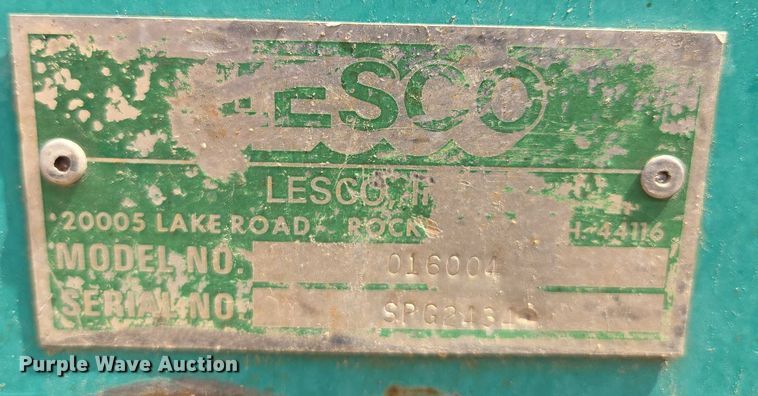 LESCO
LESCO,
20005 LAKE ROAD ROCK H 44116
MODEL NO. 016004
SERIAL NO
Purple Wave Auction